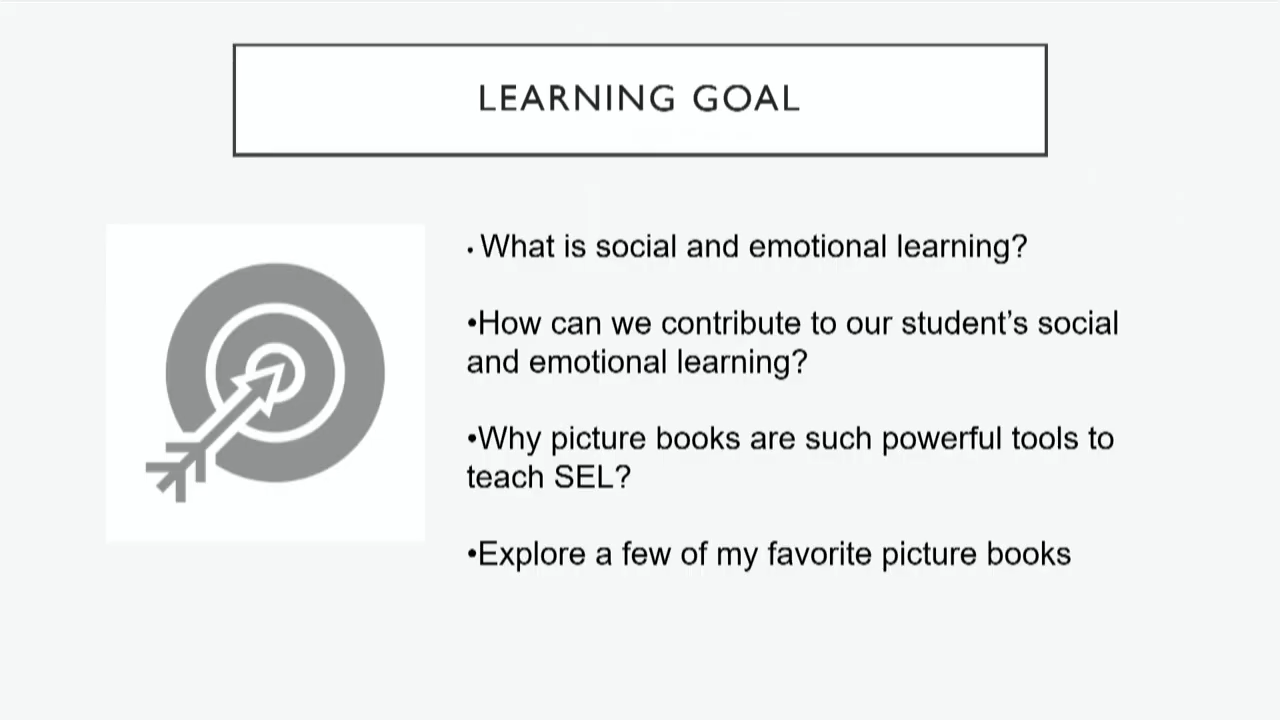 LEARNING GOAL
• What is social and emotional learning?
•How can we contribute to our student’s social
and emotional learning?
•Why picture books are such powerful tools to
teach SEL?
•Explore a few of my favorite picture books